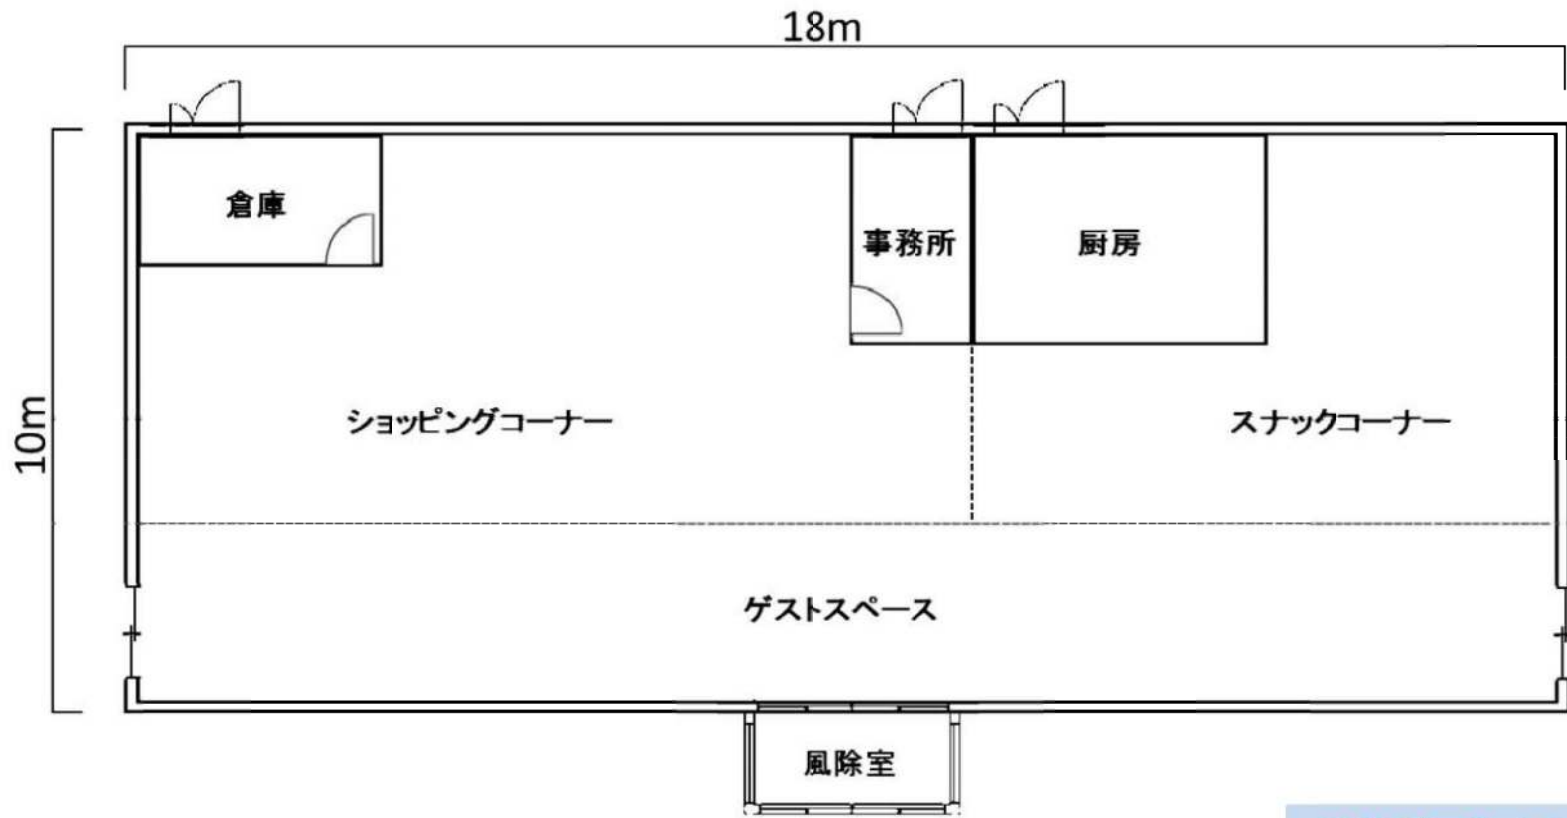 18m
倉庫
事務所
厨房
10m
ショッピングコーナー
スナックコーナー
ゲストスペース
風除室